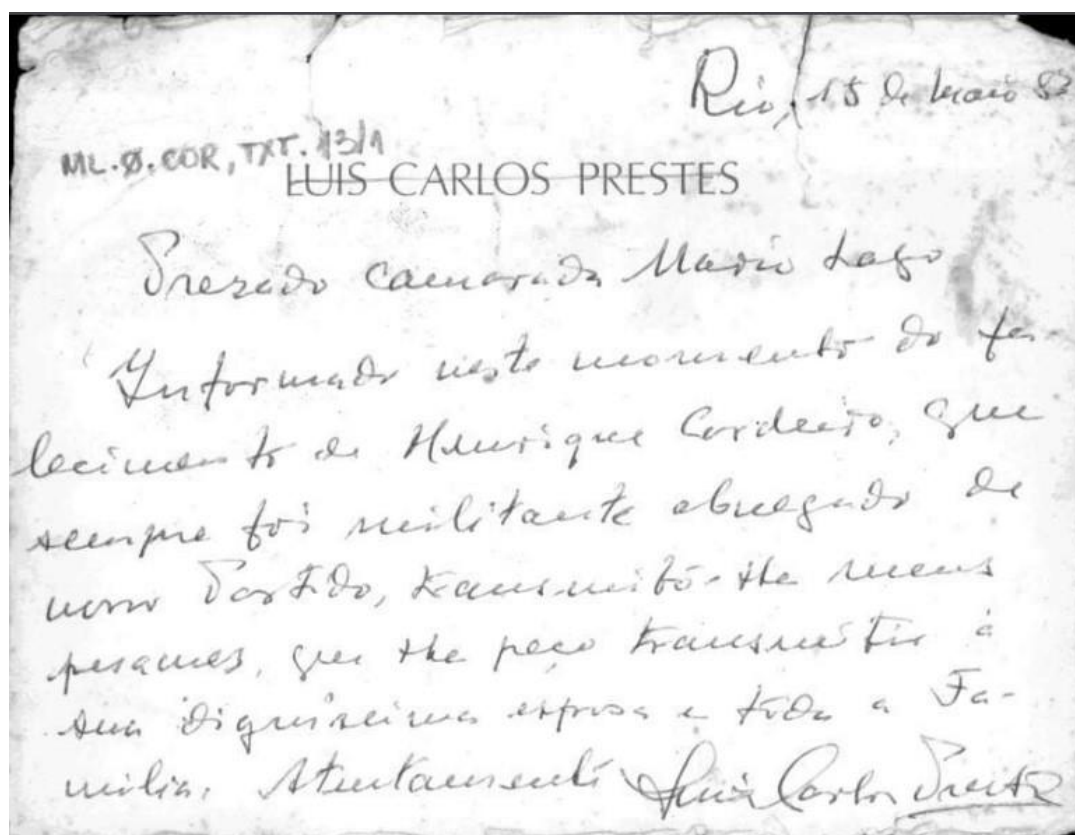 Rio, 15 de maio 83
ML.Ø.COR, TXT. 13/1
LUIS CARLOS PRESTES
Prezado camarada Mario Lago
Informado neste momento do fa-
lecimento de Henrique Cordeiro, que
sempre foi militante abnegado de
nosso Partido, transmito-lhe meus
pesames, que lhe peço transmitir à
sua digníssima esposa e toda a Fa-
milia. Atentamente Luiz Carlos Prestes